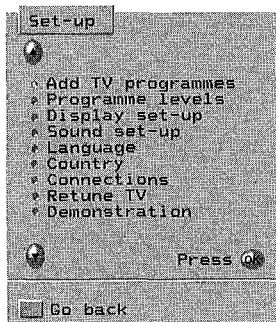 Set-up
Add TV programmes
Programme levels
Display set-up
Sound set-up
Language
Country
Connections
Retune TV
Demonstration
Press OK
Go back